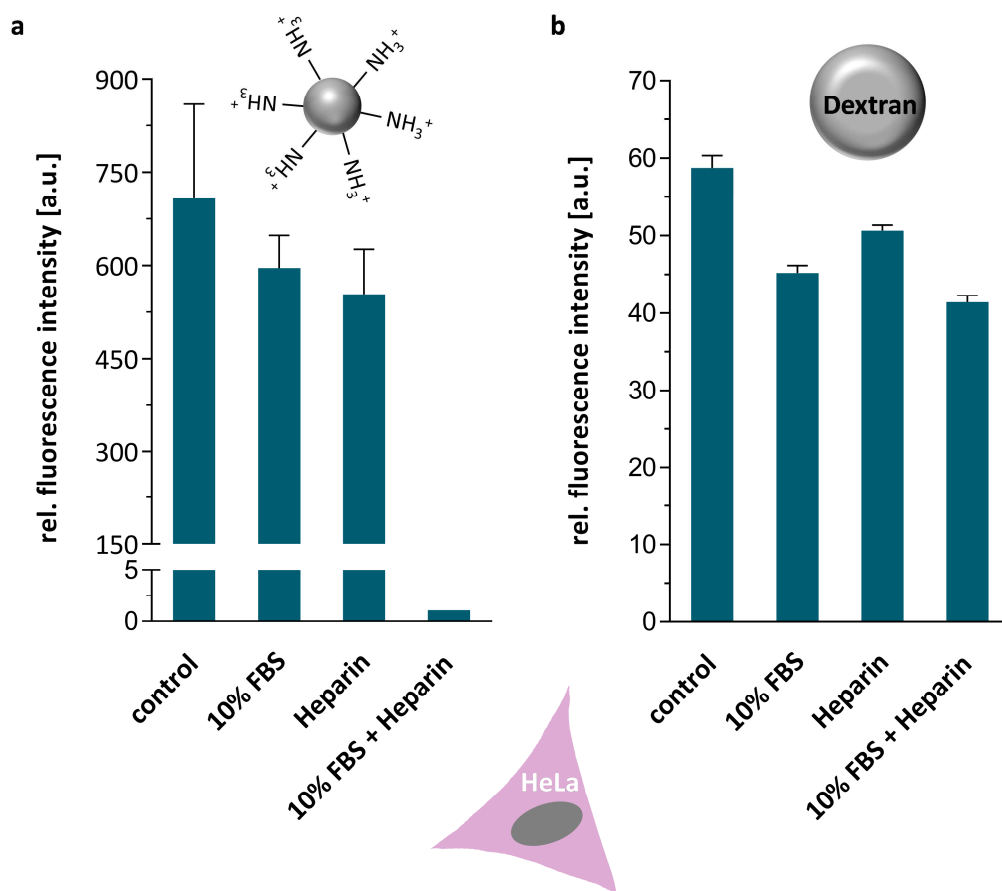 a
NH₃⁺
NH₃⁺
NH₃⁺
NH₃⁺
NH₃⁺
NH₃⁺
rel. fluorescence intensity [a.u.]
900
750
600
450
300
150
5
0
control
10% FBS
Heparin
10% FBS + Heparin
b
Dextran
rel. fluorescence intensity [a.u.]
70
60
50
40
30
20
10
0
control
10% FBS
Heparin
10% FBS + Heparin
HeLa